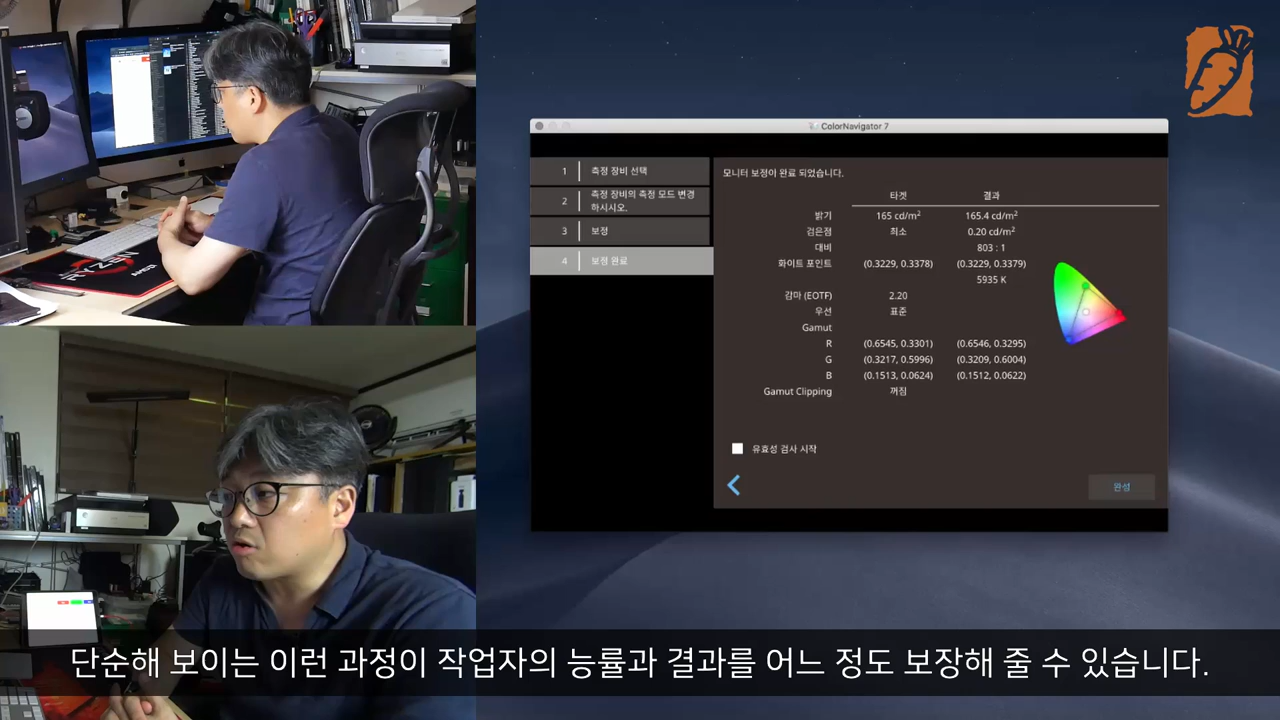 ColorNavigator 7
1 측정 장비 선택
2 측정 장비의 측정 모드 변경
하시시오.
3 보정
4 보정 완료
모니터 보정이 완료 되었습니다.
타겟 결과
밝기 165 cd/m² 165.4 cd/m²
검은점 최소 0.20 cd/m²
대비 803 : 1
화이트 포인트 (0.3229, 0.3378) (0.3229, 0.3379)
5935 K
감마 (EOTF) 2.20
우선 표준
Gamut
R (0.6545, 0.3301) (0.6546, 0.3295)
G (0.3217, 0.5996) (0.3209, 0.6004)
B (0.1513, 0.0624) (0.1512, 0.0622)
Gamut Clipping 꺼짐
유효성 검사 시작
완성
RYZEN
AMD
단순해 보이는 이런 과정이 작업자의 능률과 결과를 어느 정도 보장해 줄 수 있습니다.